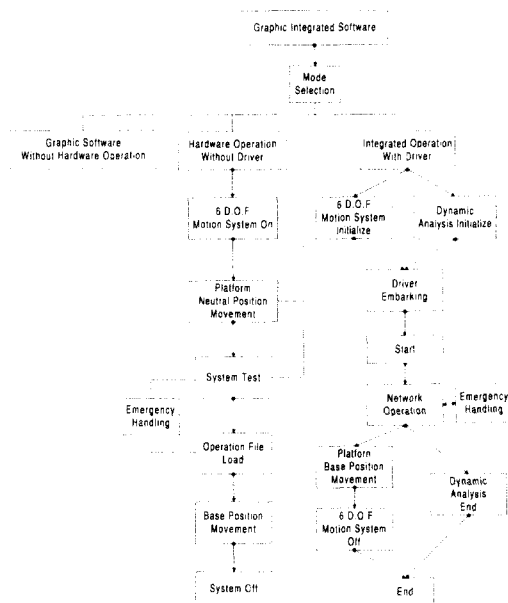 Graphic Integrated Software
Mode
Selection
Graphic Software
Without Hardware Operation
Hardware Operation
Without Driver
Integrated Operation
With Driver
6 D.O.F
Motion System On
6 D.O.F
Motion System
Initialize
Dynamic
Analysis Initialize
Platform
Neutral Position
Movement
Driver
Embarking
Start
System Test
Emergency
Handling
Network
Operation
Emergency
Handling
Operation File
Load
Platforn
Base Position
Movement
Dynamic
Analysis
End
Base Position
Movement
6 D.O.F
Motion System
Off
System Off
End